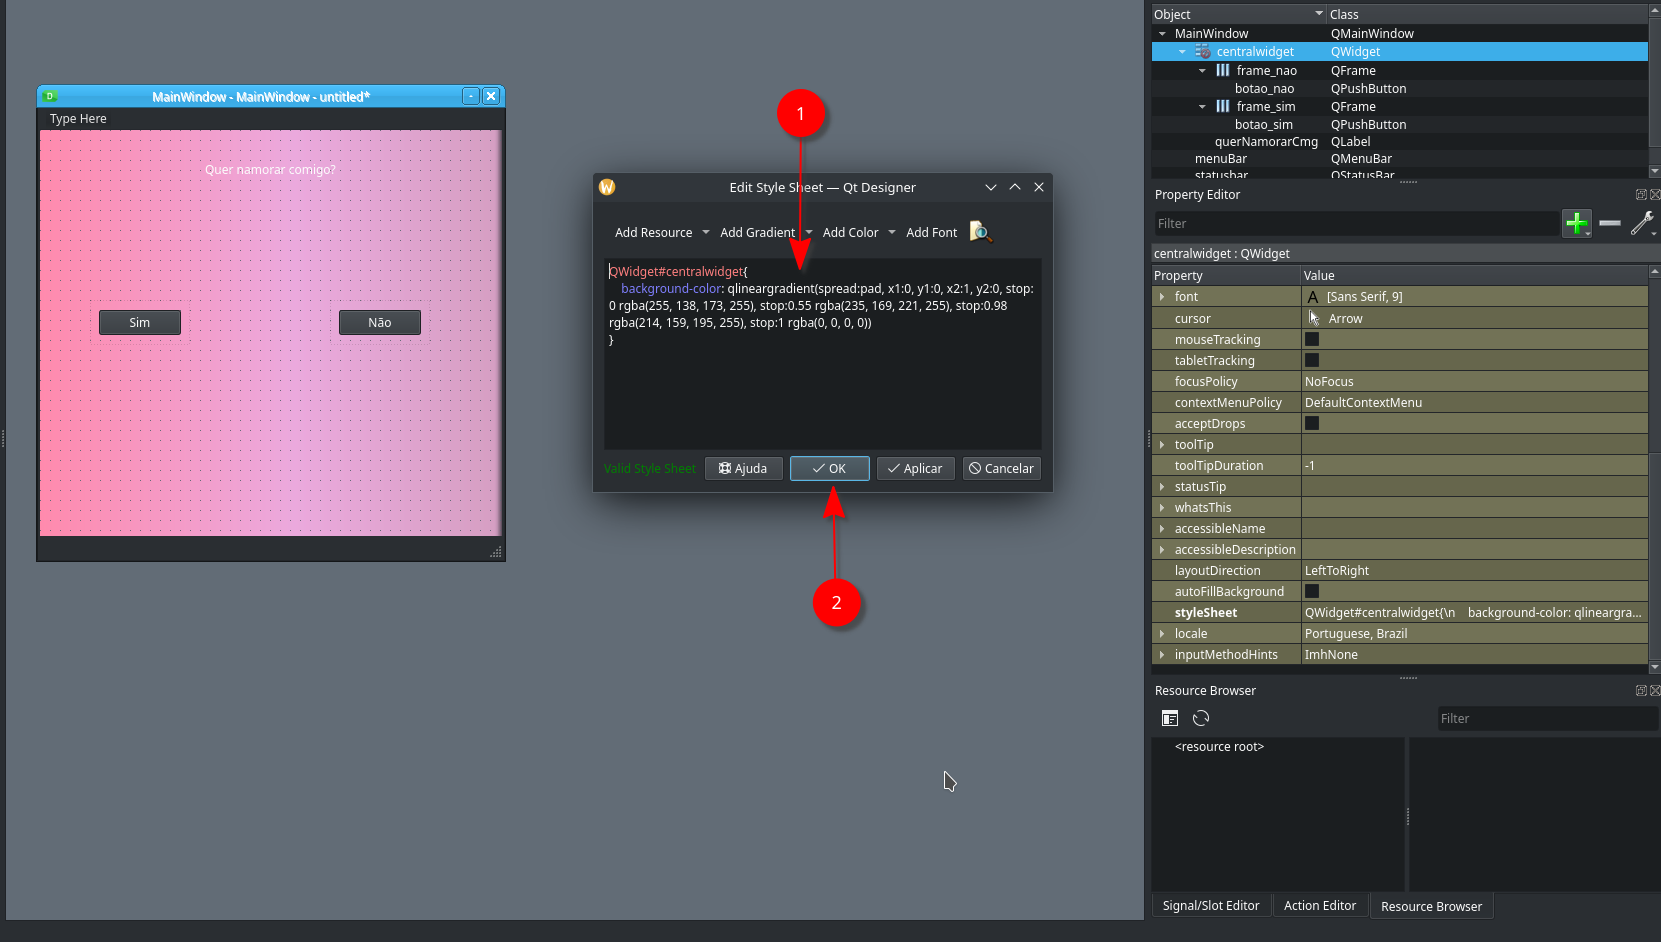 MainWindow - MainWindow - untitled*
Type Here
Quer namorar comigo?
Sim
Não
1
Edit Style Sheet — Qt Designer
Add Resource
Add Gradient
Add Color
Add Font
QWidget#centralwidget{
background-color: qlineargradient(spread:pad, x1:0, y1:0, x2:1, y2:0, stop:
0 rgba(255, 138, 173, 255), stop:0.55 rgba(235, 169, 221, 255), stop:0.98
rgba(214, 159, 195, 255), stop:1 rgba(0, 0, 0, 0))
}
Valid Style Sheet
Ajuda
OK
Aplicar
Cancelar
2
Object Class
MainWindow QMainWindow
centralwidget QWidget
frame_nao QFrame
botao_nao QPushButton
frame_sim QFrame
botao_sim QPushButton
querNamorarCmg QLabel
menuBar QMenuBar
statusbar QStatusBar
Property Editor
Filter
centralwidget : QWidget
Property Value
font A [Sans Serif, 9]
cursor Arrow
mouseTracking
tabletTracking
focusPolicy NoFocus
contextMenuPolicy DefaultContextMenu
acceptDrops
toolTip
toolTipDuration -1
statusTip
whatsThis
accessibleName
accessibleDescription
layoutDirection LeftToRight
autoFillBackground
styleSheet QWidget#centralwidget{\n background-color: qlineargra...
locale Portuguese, Brazil
inputMethodHints ImhNone
Resource Browser
Filter
<resource root>
Signal/Slot Editor
Action Editor
Resource Browser